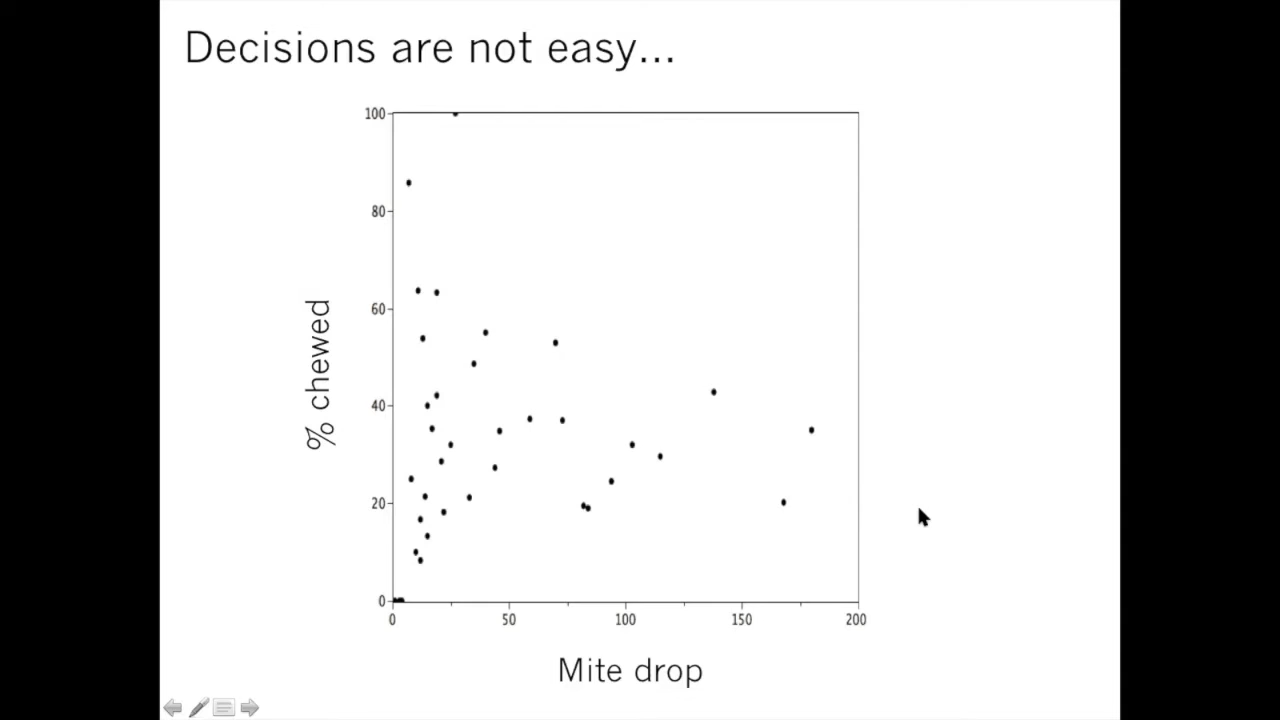 Decisions are not easy...
100
80
60
40
20
0
% chewed
0 50 100 150 200
Mite drop